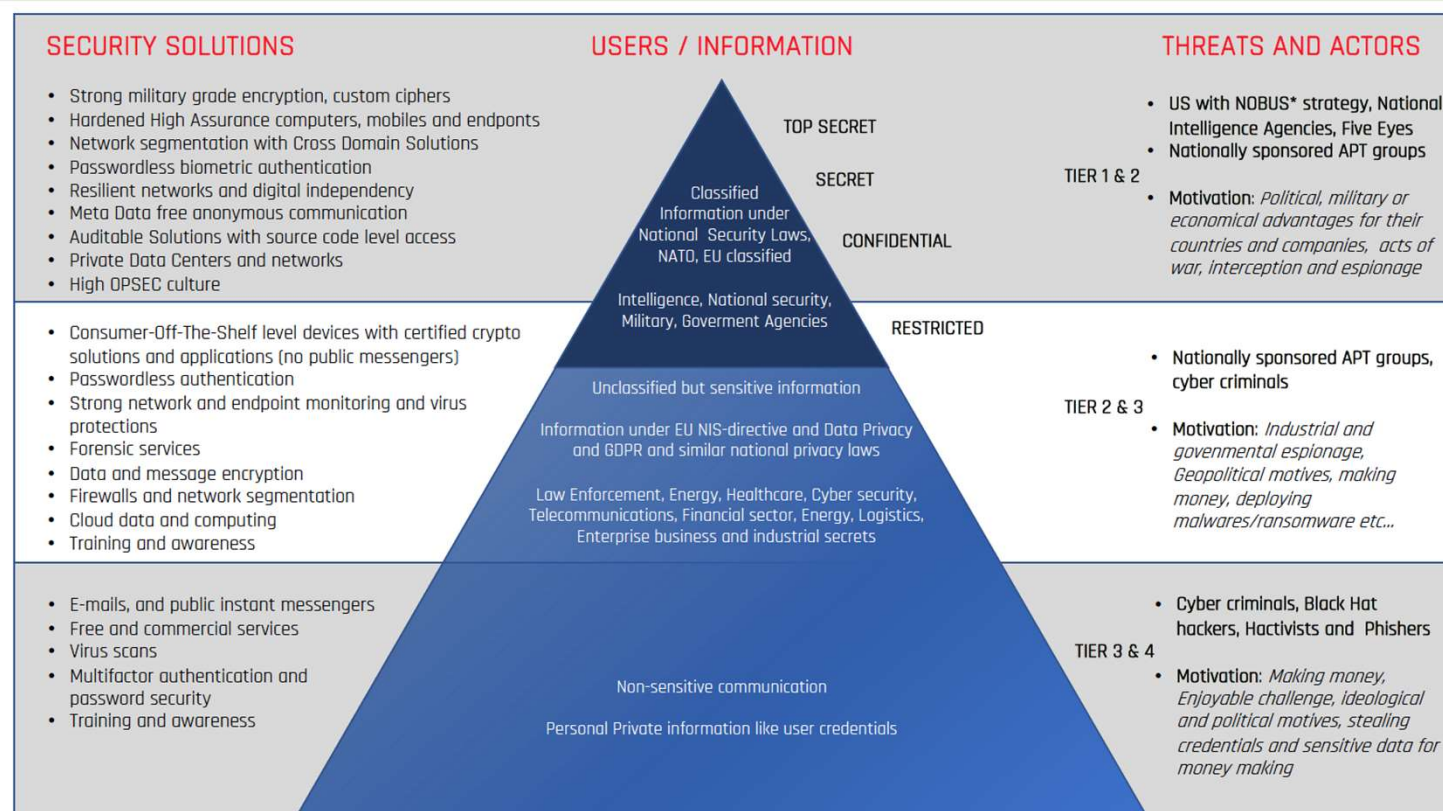 SECURITY SOLUTIONS
• Strong military grade encryption, custom ciphers
• Hardened High Assurance computers, mobiles and endponts
• Network segmentation with Cross Domain Solutions
• Passwordless biometric authentication
• Resilient networks and digital independency
• Meta Data free anonymous communication
• Auditable Solutions with source code level access
• Private Data Centers and networks
• High OPSEC culture
• Consumer-Off-The-Shelf level devices with certified crypto
solutions and applications (no public messengers)
• Passwordless authentication
• Strong network and endpoint monitoring and virus
protections
• Forensic services
• Data and message encryption
• Firewalls and network segmentation
• Cloud data and computing
• Training and awareness
• E-mails, and public instant messengers
• Free and commercial services
• Virus scans
• Multifactor authentication and
password security
• Training and awareness
USERS / INFORMATION
TOP SECRET
SECRET
CONFIDENTIAL
RESTRICTED
Classified
Information under
National Security Laws,
NATO, EU classified
Intelligence, National security,
Military, Goverment Agencies
Unclassified but sensitive information
Information under EU NIS-directive and Data Privacy
and GDPR and similar national privacy laws
Law Enforcement, Energy, Healthcare, Cyber security,
Telecommunications, Financial sector, Energy, Logistics,
Enterprise business and industrial secrets
Non-sensitive communication
Personal Private information like user credentials
THREATS AND ACTORS
TIER 1 & 2
• US with NOBUS* strategy, National
Intelligence Agencies, Five Eyes
• Nationally sponsored APT groups
• Motivation: Political, military or
economical advantages for their
countries and companies, acts of
war, interception and espionage
TIER 2 & 3
• Nationally sponsored APT groups,
cyber criminals
• Motivation: Industrial and
govenmental espionage,
Geopolitical motives, making
money, deploying
malwares/ransomware etc...
TIER 3 & 4
• Cyber criminals, Black Hat
hackers, Hactivists and Phishers
• Motivation: Making money,
Enjoyable challenge, ideological
and political motives, stealing
credentials and sensitive data for
money making